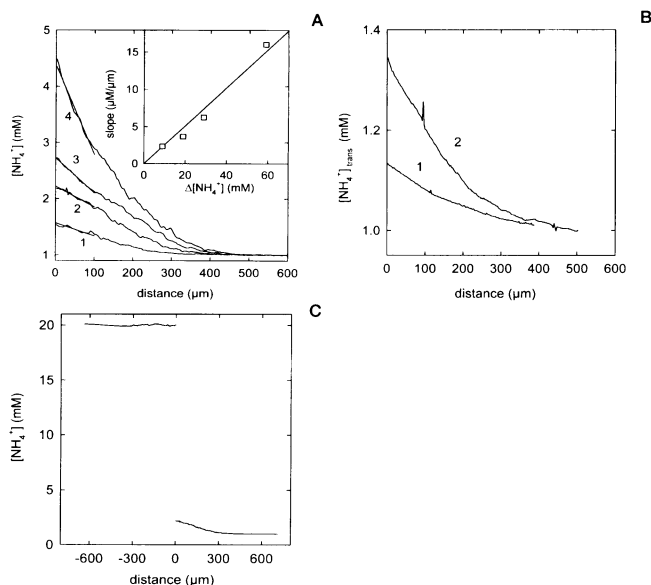 A
[NH₄⁺] (mM)
5
4
3
2
1
0 100 200 300 400 500 600
distance (µm)
4
3
2
1
slope (µM/µm)
15
10
5
0
0 20 40 60
Δ[NH₄⁺] (mM)
B
[NH₄⁺]trans (mM)
1.4
1.2
1.0
0 100 200 300 400 500 600
distance (µm)
2
1
C
[NH₄⁺] (mM)
20
15
10
5
0
-600 -300 0 300 600
distance (µm)